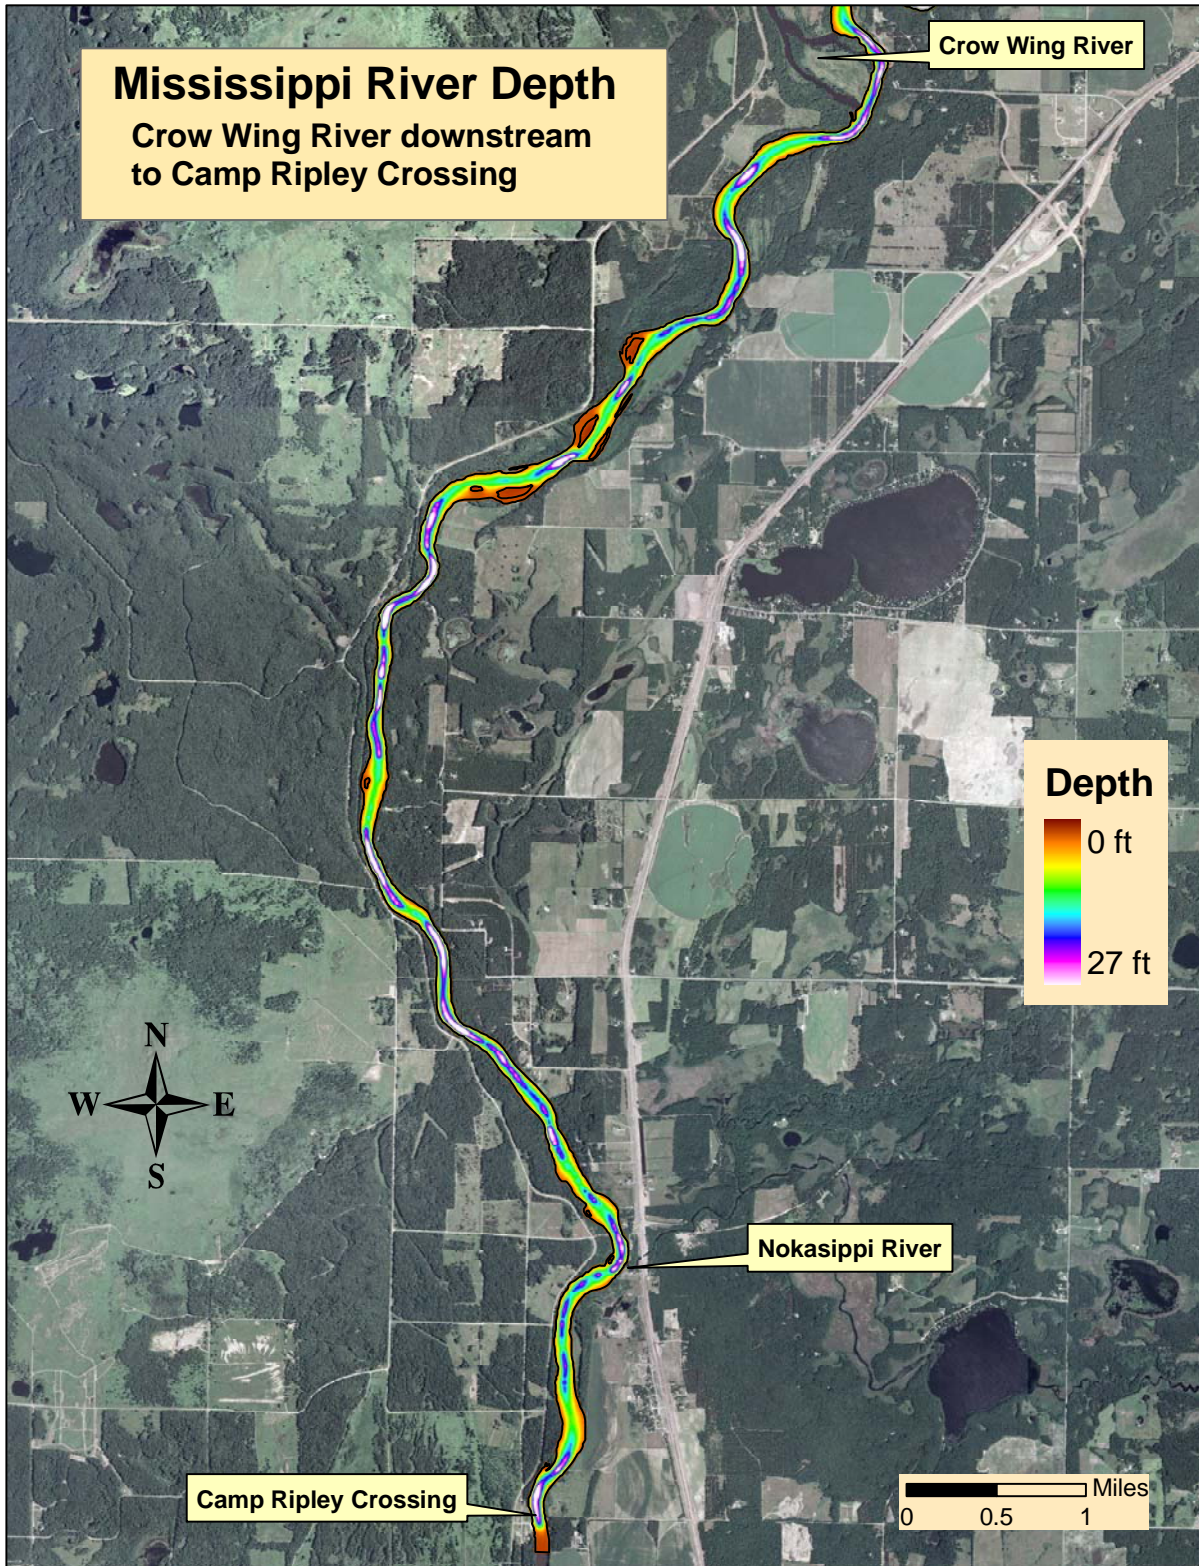 Crow Wing River
Mississippi River Depth
Crow Wing River downstream
to Camp Ripley Crossing
Depth
0 ft
27 ft
N
W E
S
Nokasippi River
Camp Ripley Crossing
Miles
0 0.5 1